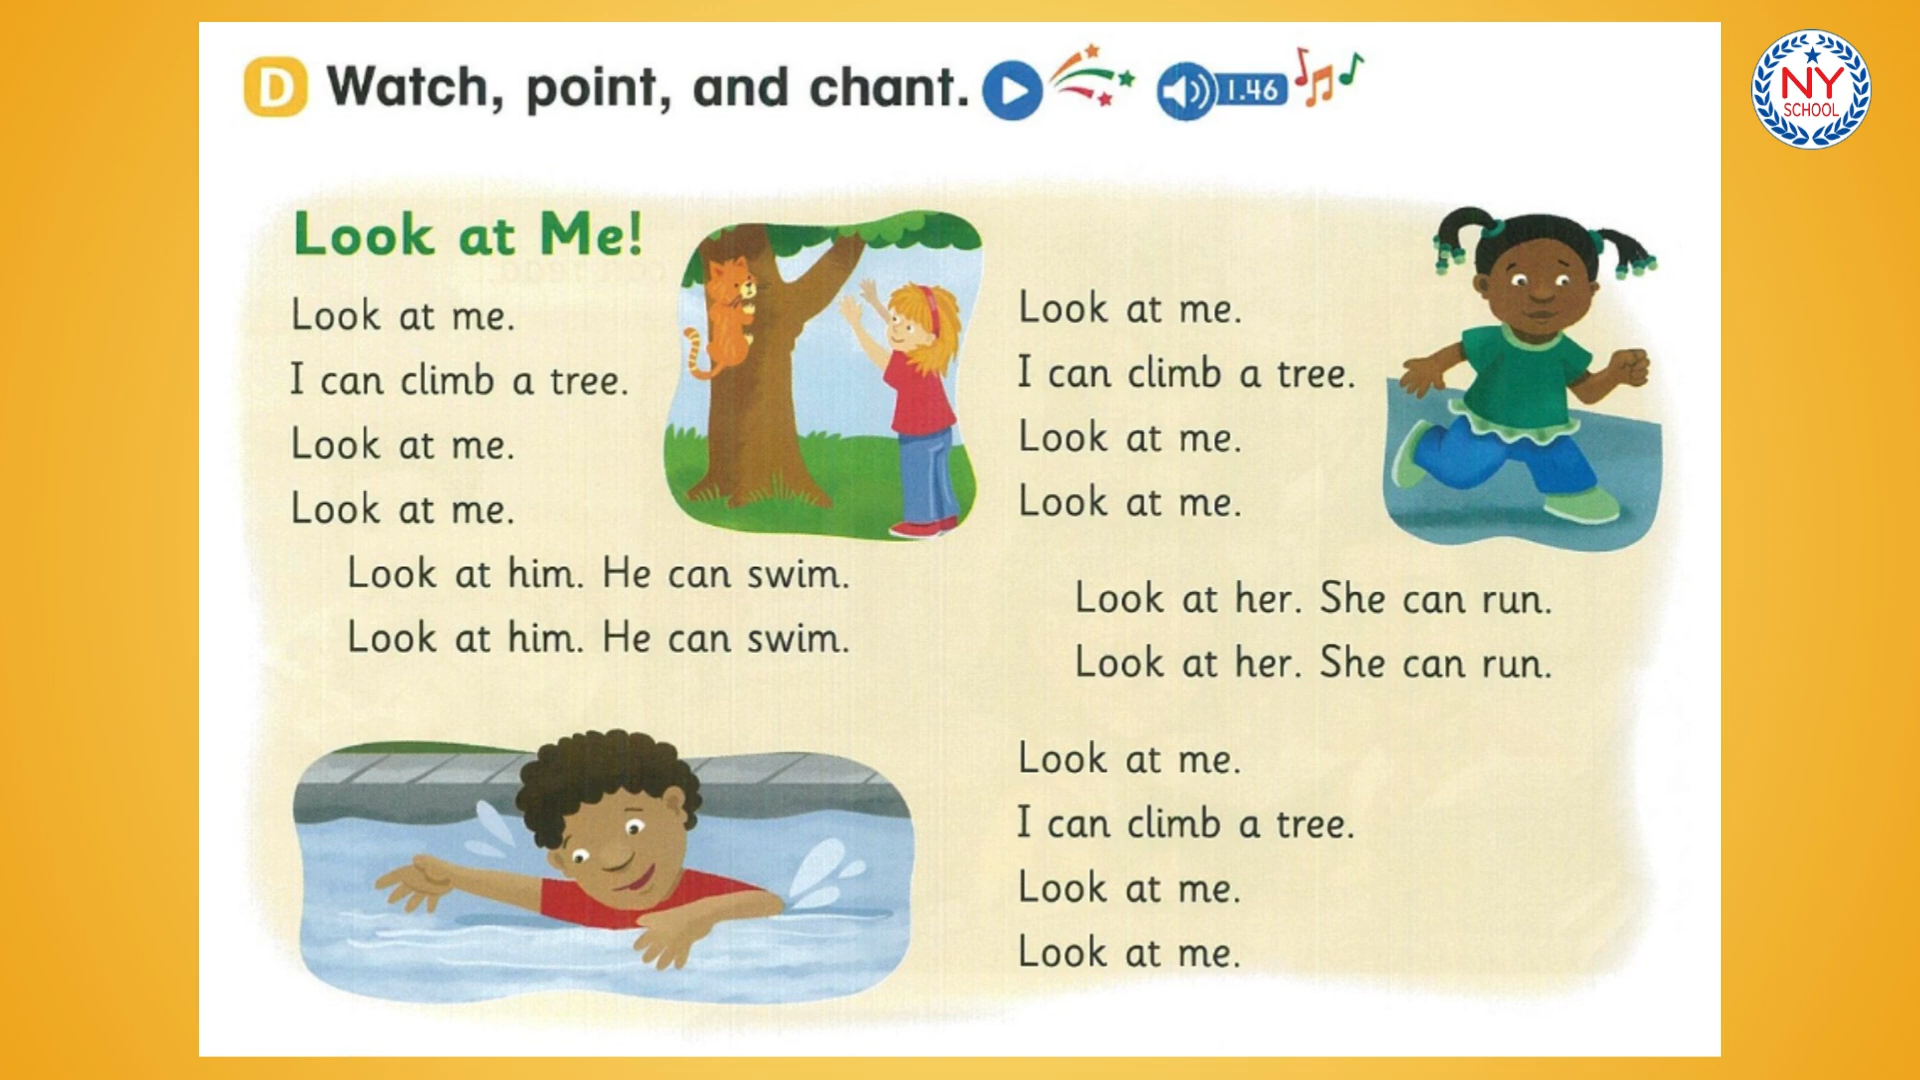 D Watch, point, and chant. 1.46
NY
SCHOOL
Look at Me!
Look at me.
I can climb a tree.
Look at me.
Look at me.
Look at him. He can swim.
Look at him. He can swim.
Look at me.
I can climb a tree.
Look at me.
Look at me.
Look at her. She can run.
Look at her. She can run.
Look at me.
I can climb a tree.
Look at me.
Look at me.